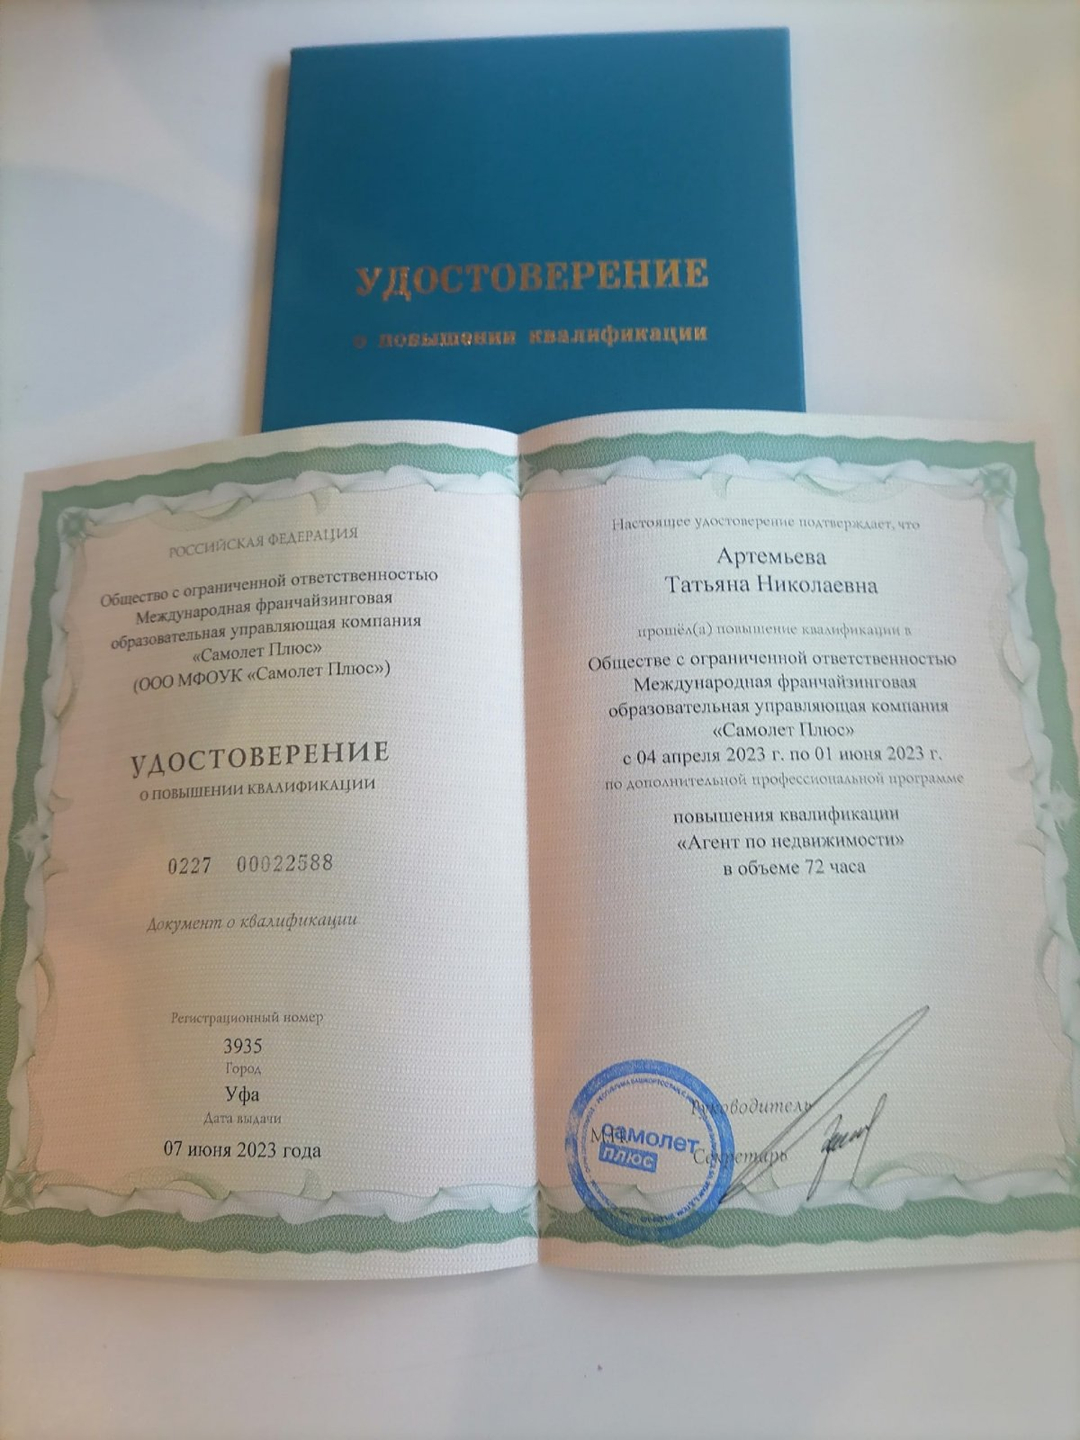 УДОСТОВЕРЕНИЕ
о повышении квалификации
РОССИЙСКАЯ ФЕДЕРАЦИЯ
Общество с ограниченной ответственностью
Международная франчайзинговая
образовательная управляющая компания
«Самолет Плюс»
(ООО МФОУК «Самолет Плюс»)
УДОСТОВЕРЕНИЕ
О ПОВЫШЕНИИ КВАЛИФИКАЦИИ
0227 00022588
Документ о квалификации
Регистрационный номер
3935
Город
Уфа
Дата выдачи
07 июня 2023 года
Настоящее удостоверение подтверждает, что
Артемьева
Татьяна Николаевна
прошёл(а) повышение квалификации в
Обществе с ограниченной ответственностью
Международная франчайзинговая
образовательная управляющая компания
«Самолет Плюс»
с 04 апреля 2023 г. по 01 июня 2023 г.
по дополнительной профессиональной программе
повышения квалификации
«Агент по недвижимости»
в объеме 72 часа
Руководитель
М.П.
самолет
плюс
Секретарь